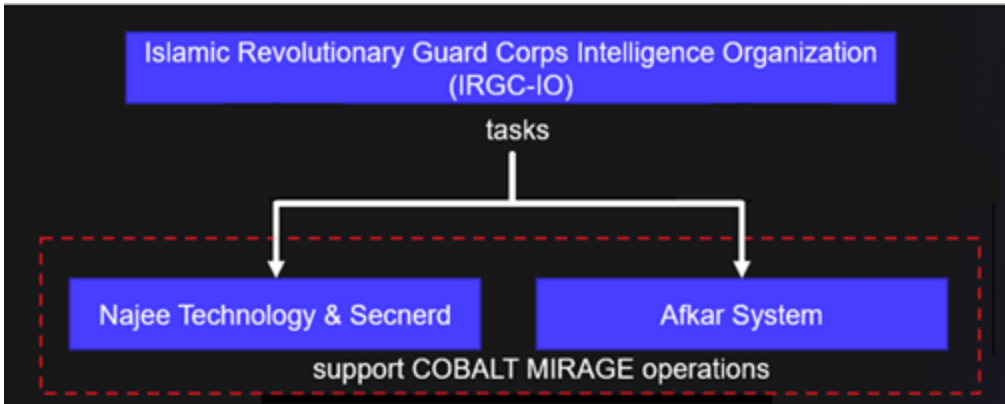 Islamic Revolutionary Guard Corps Intelligence Organization
(IRGC-IO)
tasks
Najee Technology & Secnerd
Afkar System
support COBALT MIRAGE operations